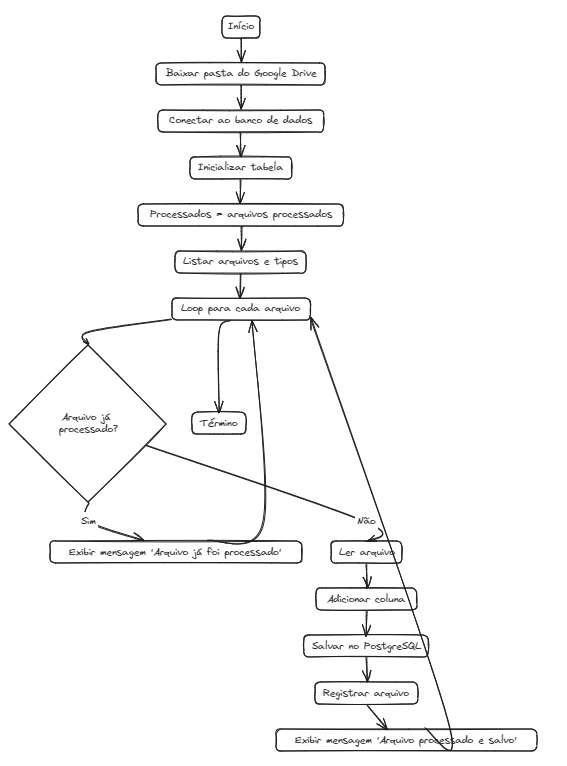 Início
Baixar pasta do Google Drive
Conectar ao banco de dados
Inicializar tabela
Processados = arquivos processados
Listar arquivos e tipos
Loop para cada arquivo
Arquivo já
processado?
Término
Sim
Não
Exibir mensagem 'Arquivo já foi processado'
Ler arquivo
Adicionar coluna
Salvar no PostgreSQL
Registrar arquivo
Exibir mensagem 'Arquivo processado e salvo'